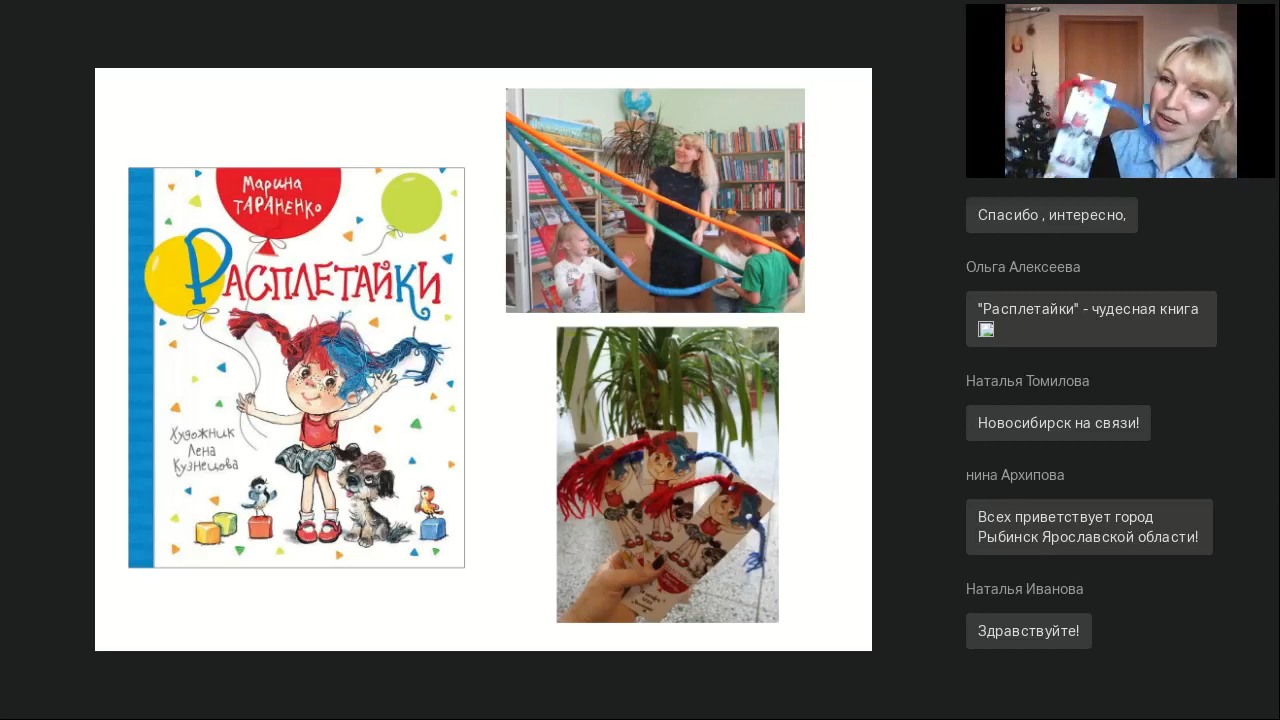 Марина
ТАРАНЕНКО
РАСПЛЕТАЙКИ
Художник
Лена
Кузнецова
Спасибо , интересно,
Ольга Алексеева
"Расплетайки" - чудесная книга
Наталья Томилова
Новосибирск на связи!
нина Архипова
Всех приветствует город
Рыбинск Ярославской области!
Наталья Иванова
Здравствуйте!